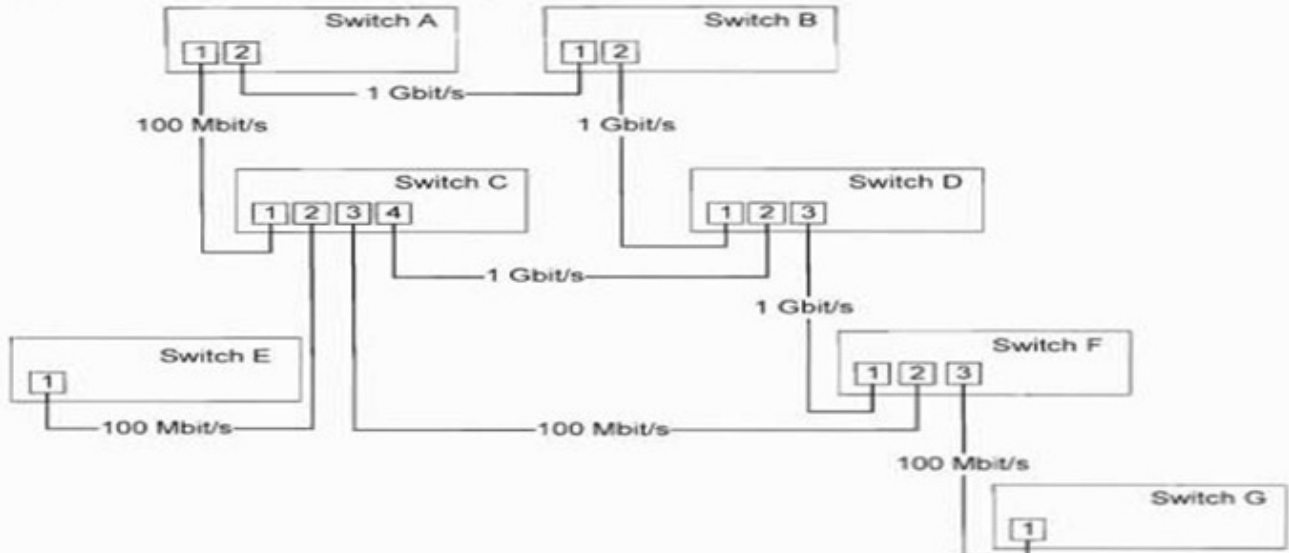 Switch A
1 2
Switch B
1 2
1 Gbit/s
100 Mbit/s
1 Gbit/s
Switch C
1 2 3 4
Switch D
1 2 3
1 Gbit/s
1 Gbit/s
Switch E
1
Switch F
1 2 3
100 Mbit/s
100 Mbit/s
100 Mbit/s
Switch G
1